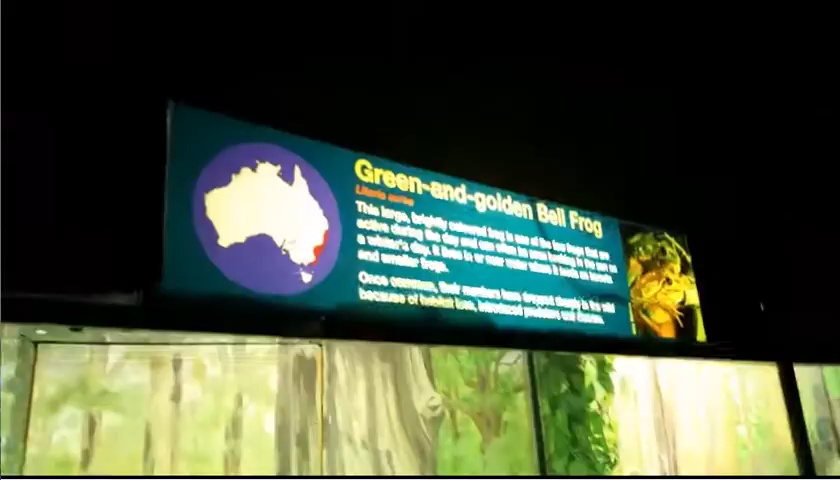 Green-and-golden Bell Frog
Litoria aurea
This large, brightly coloured frog is one of the few frogs that are
active during the day and can often be seen basking in the sun on
a winter's day. It lives in or near water where it feeds on insects
and smaller frogs.
Once common, their numbers have dropped sharply in the wild
because of habitat loss, introduced predators and disease.